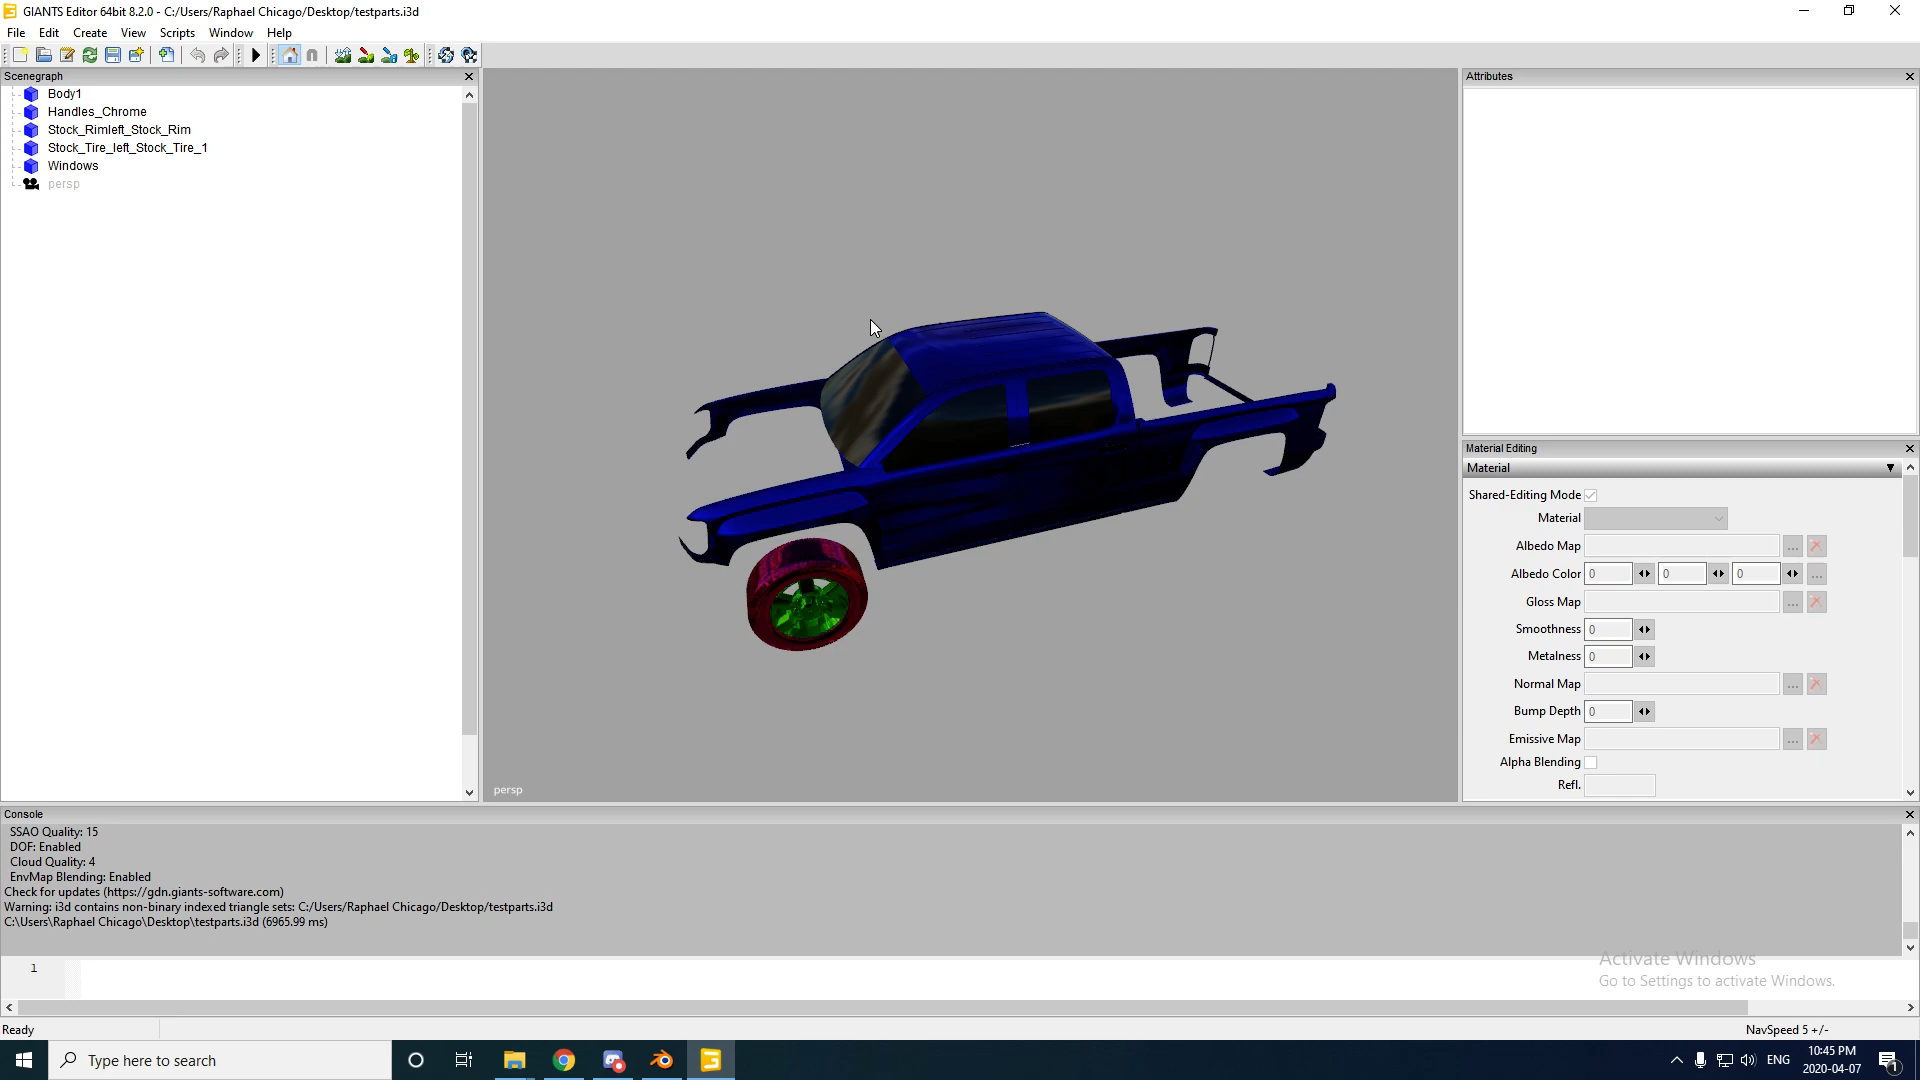 GIANTS Editor 64bit 8.2.0 - C:/Users/Raphael Chicago/Desktop/testparts.i3d
File Edit Create View Scripts Window Help
Scenegraph
Body1
Handles_Chrome
Stock_Rimleft_Stock_Rim
Stock_Tire_left_Stock_Tire_1
Windows
persp
persp
Attributes
Material Editing
Material
Shared-Editing Mode
Material
Albedo Map ...
Albedo Color 0 0 0 ...
Gloss Map ...
Smoothness 0
Metalness 0
Normal Map ...
Bump Depth 0
Emissive Map ...
Alpha Blending
Refl.
Console
SSAO Quality: 15
DOF: Enabled
Cloud Quality: 4
EnvMap Blending: Enabled
Check for updates (https://gdn.giants-software.com)
Warning: i3d contains non-binary indexed triangle sets: C:/Users/Raphael Chicago/Desktop/testparts.i3d
C:\Users\Raphael Chicago\Desktop\testparts.i3d (6965.99 ms)
1
Activate Windows
Go to Settings to activate Windows.
Ready
NavSpeed 5 +/-
Type here to search
ENG
10:45 PM
2020-04-07
1